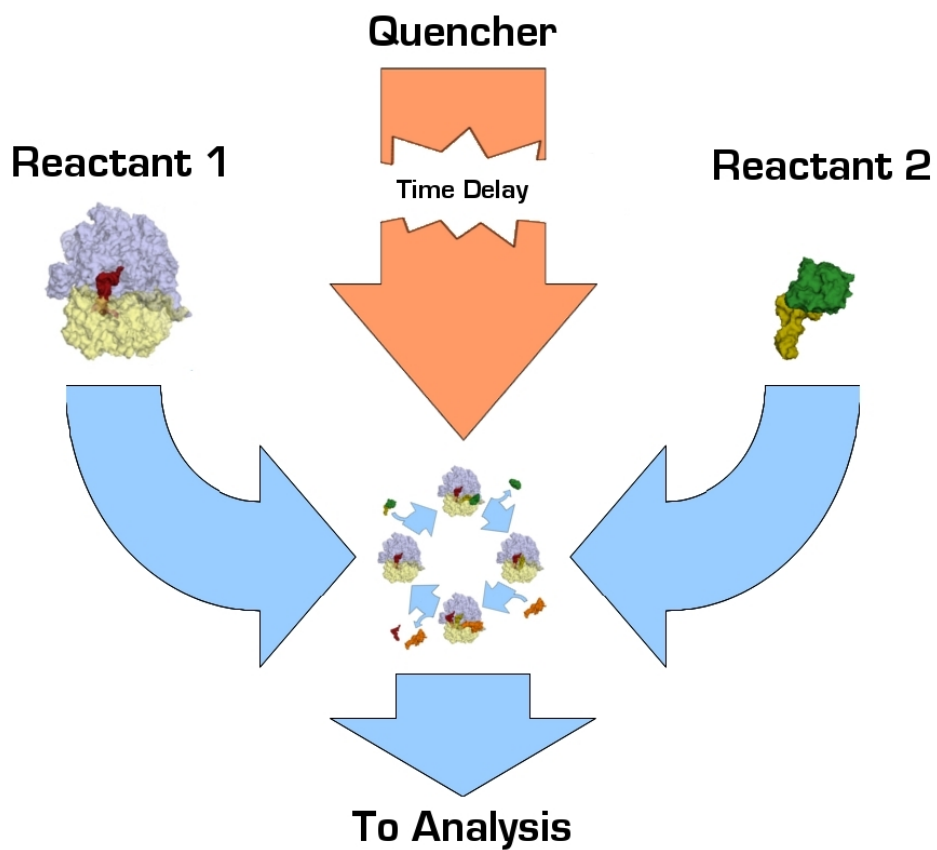 Quencher
Reactant 1
Reactant 2
Time Delay
To Analysis